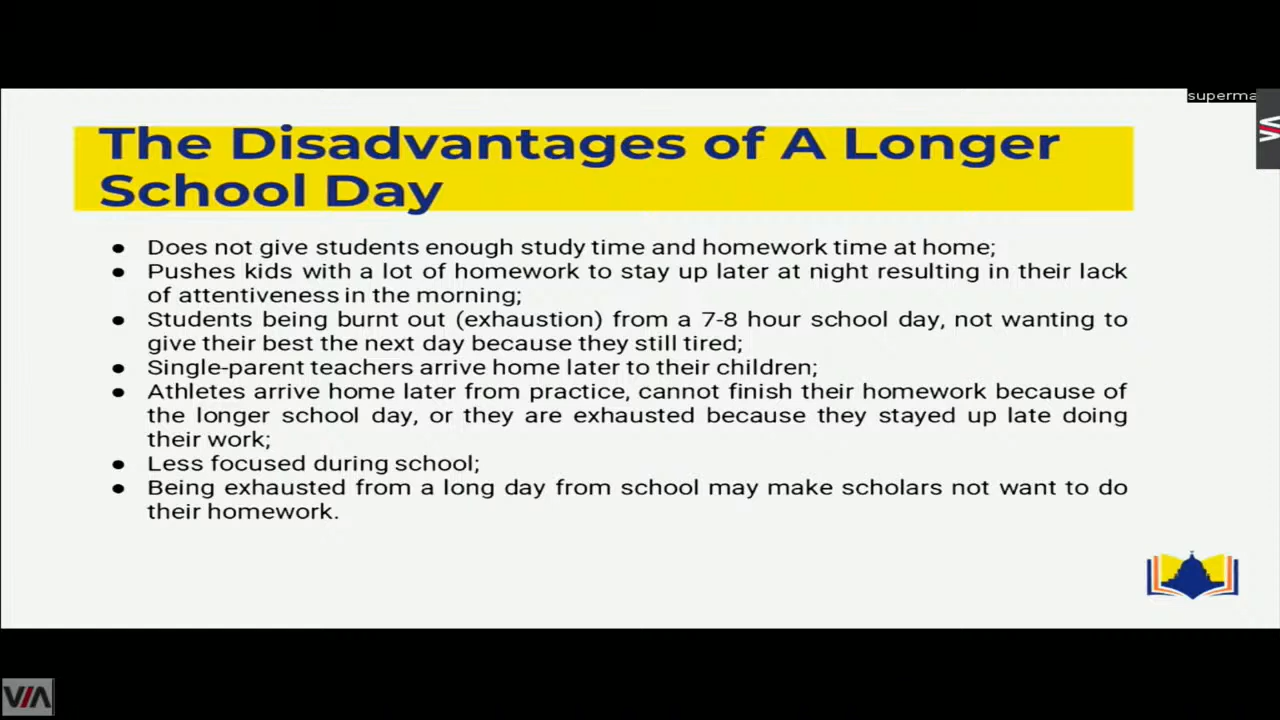 superma
The Disadvantages of A Longer
School Day
● Does not give students enough study time and homework time at home;
● Pushes kids with a lot of homework to stay up later at night resulting in their lack
of attentiveness in the morning;
● Students being burnt out (exhaustion) from a 7-8 hour school day, not wanting to
give their best the next day because they still tired;
● Single-parent teachers arrive home later to their children;
● Athletes arrive home later from practice, cannot finish their homework because of
the longer school day, or they are exhausted because they stayed up late doing
their work;
● Less focused during school;
● Being exhausted from a long day from school may make scholars not want to do
their homework.
VIA